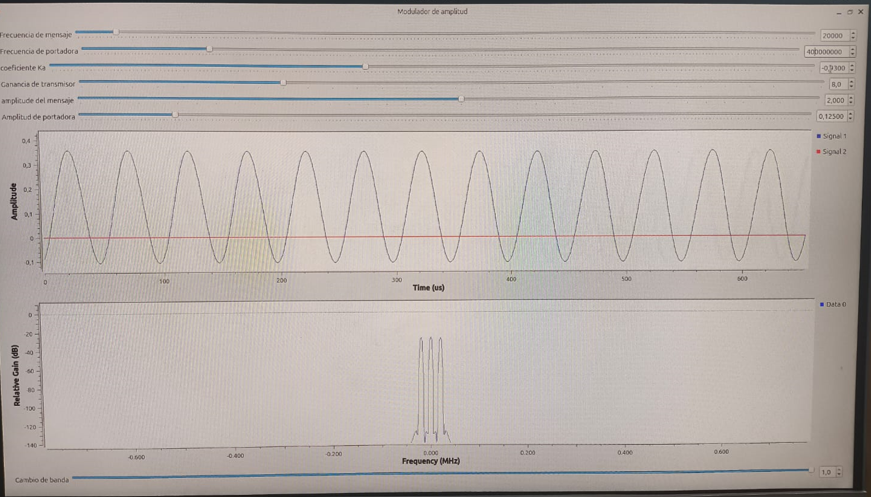 Modulador de amplitud
Frecuencia de mensaje 20000
Frecuencia de portadora 400000000
coeficiente Ka
Ganancia de transmisor 8,0
amplitude del mensaje 2,000
Amplitud de portadora 0,12500
Signal 1
Signal 2
0,4
0,3
0,2
0,1
0
0,1
Amplitude
0 100 200 300 400 500 600
Time (us)
Data 0
0
-20
-40
-60
-80
-100
-120
-140
Relative Gain (dB)
-0.600 -0.400 -0.200 0.000 0.200 0.400 0.600
Frequency (MHz)
Cambio de banda 1,0